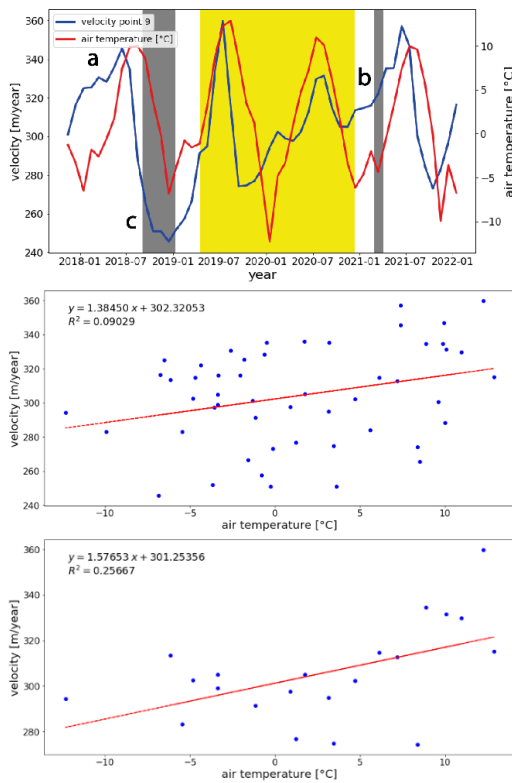 velocity point 9
air temperature [°C]
a
b
c
velocity [m/year]
360
340
320
300
280
260
240
air temperature [°C]
10
5
0
−5
−10
2018-01 2018-07 2019-01 2019-07 2020-01 2020-07 2021-01 2021-07 2022-01
year
y = 1.38450 x + 302.32053
R² = 0.09029
velocity [m/year]
360
340
320
300
280
260
240
−10 −5 0 5 10
air temperature [°C]
y = 1.57653 x + 301.25356
R² = 0.25667
velocity [m/year]
360
340
320
300
280
−10 −5 0 5 10
air temperature [°C]